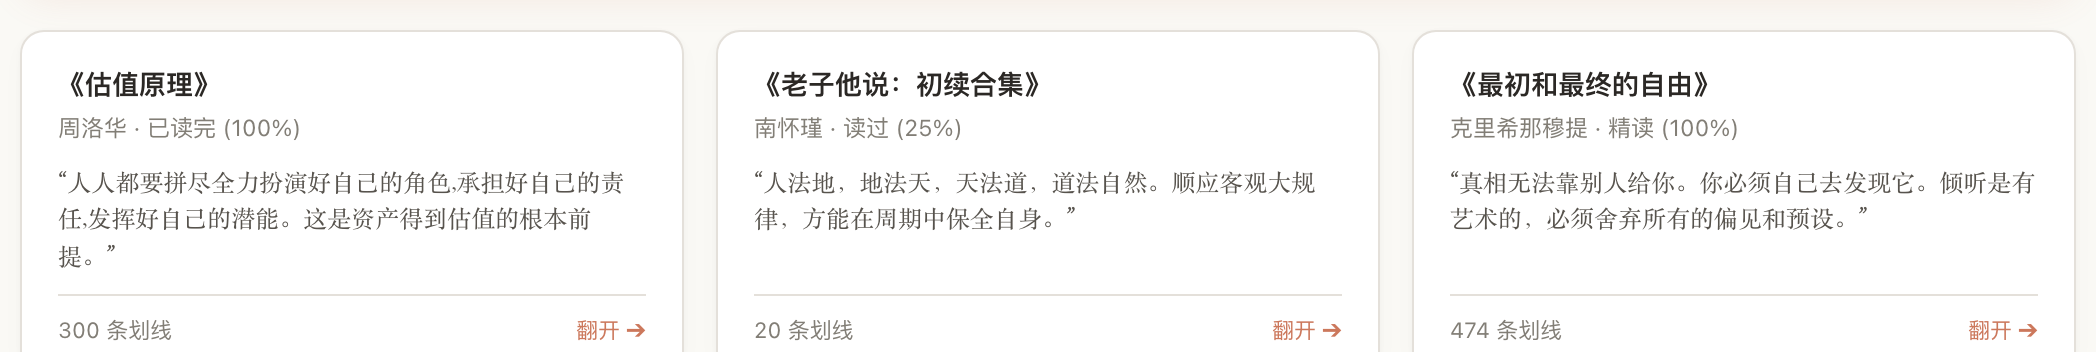 《估值原理》
周洛华 · 已读完 (100%)
“人人都要拼尽全力扮演好自己的角色,承担好自己的责
任,发挥好自己的潜能。这是资产得到估值的根本前
提。”
300 条划线
翻开 →
《老子他说：初续合集》
南怀瑾 · 读过 (25%)
“人法地，地法天，天法道，道法自然。顺应客观大规
律，方能在周期中保全自身。”
20 条划线
翻开 →
《最初和最终的自由》
克里希那穆提 · 精读 (100%)
“真相无法靠别人给你。你必须自己去发现它。倾听是有
艺术的，必须舍弃所有的偏见和预设。”
474 条划线
翻开 →